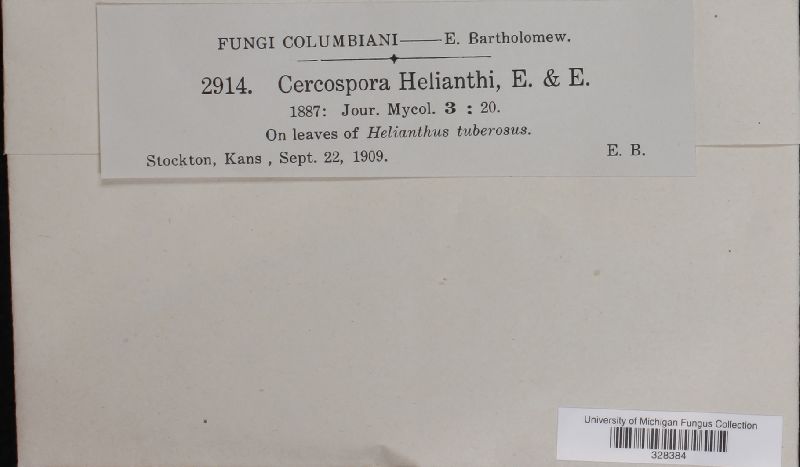 FUNGI COLUMBIANI——E. Bartholomew.
2914. Cercospora Helianthi, E. & E.
1887: Jour. Mycol. 3 : 20.
On leaves of Helianthus tuberosus.
Stockton, Kans , Sept. 22, 1909. E. B.
University of Michigan Fungus Collection
328384